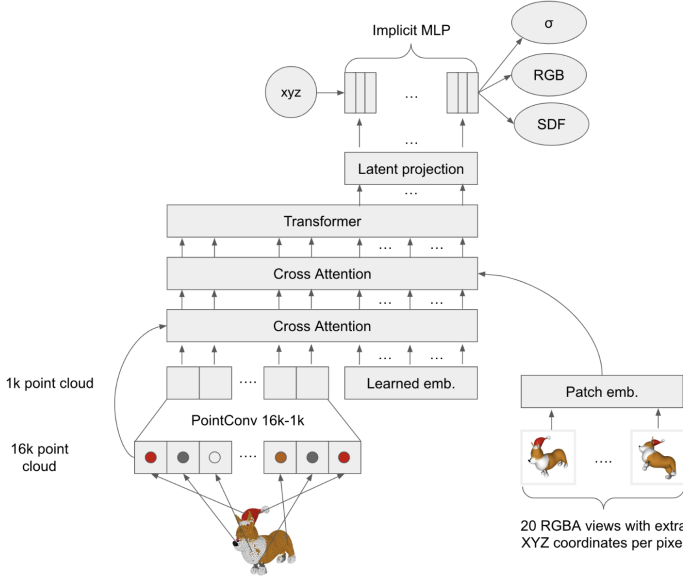 Implicit MLP
σ
xyz
RGB
...
SDF
...
Latent projection
...
Transformer
... ...
Cross Attention
... ...
Cross Attention
... ...
1k point cloud
....
Learned emb.
Patch emb.
PointConv 16k-1k
16k point
cloud
....
....
20 RGBA views with extra
XYZ coordinates per pixe